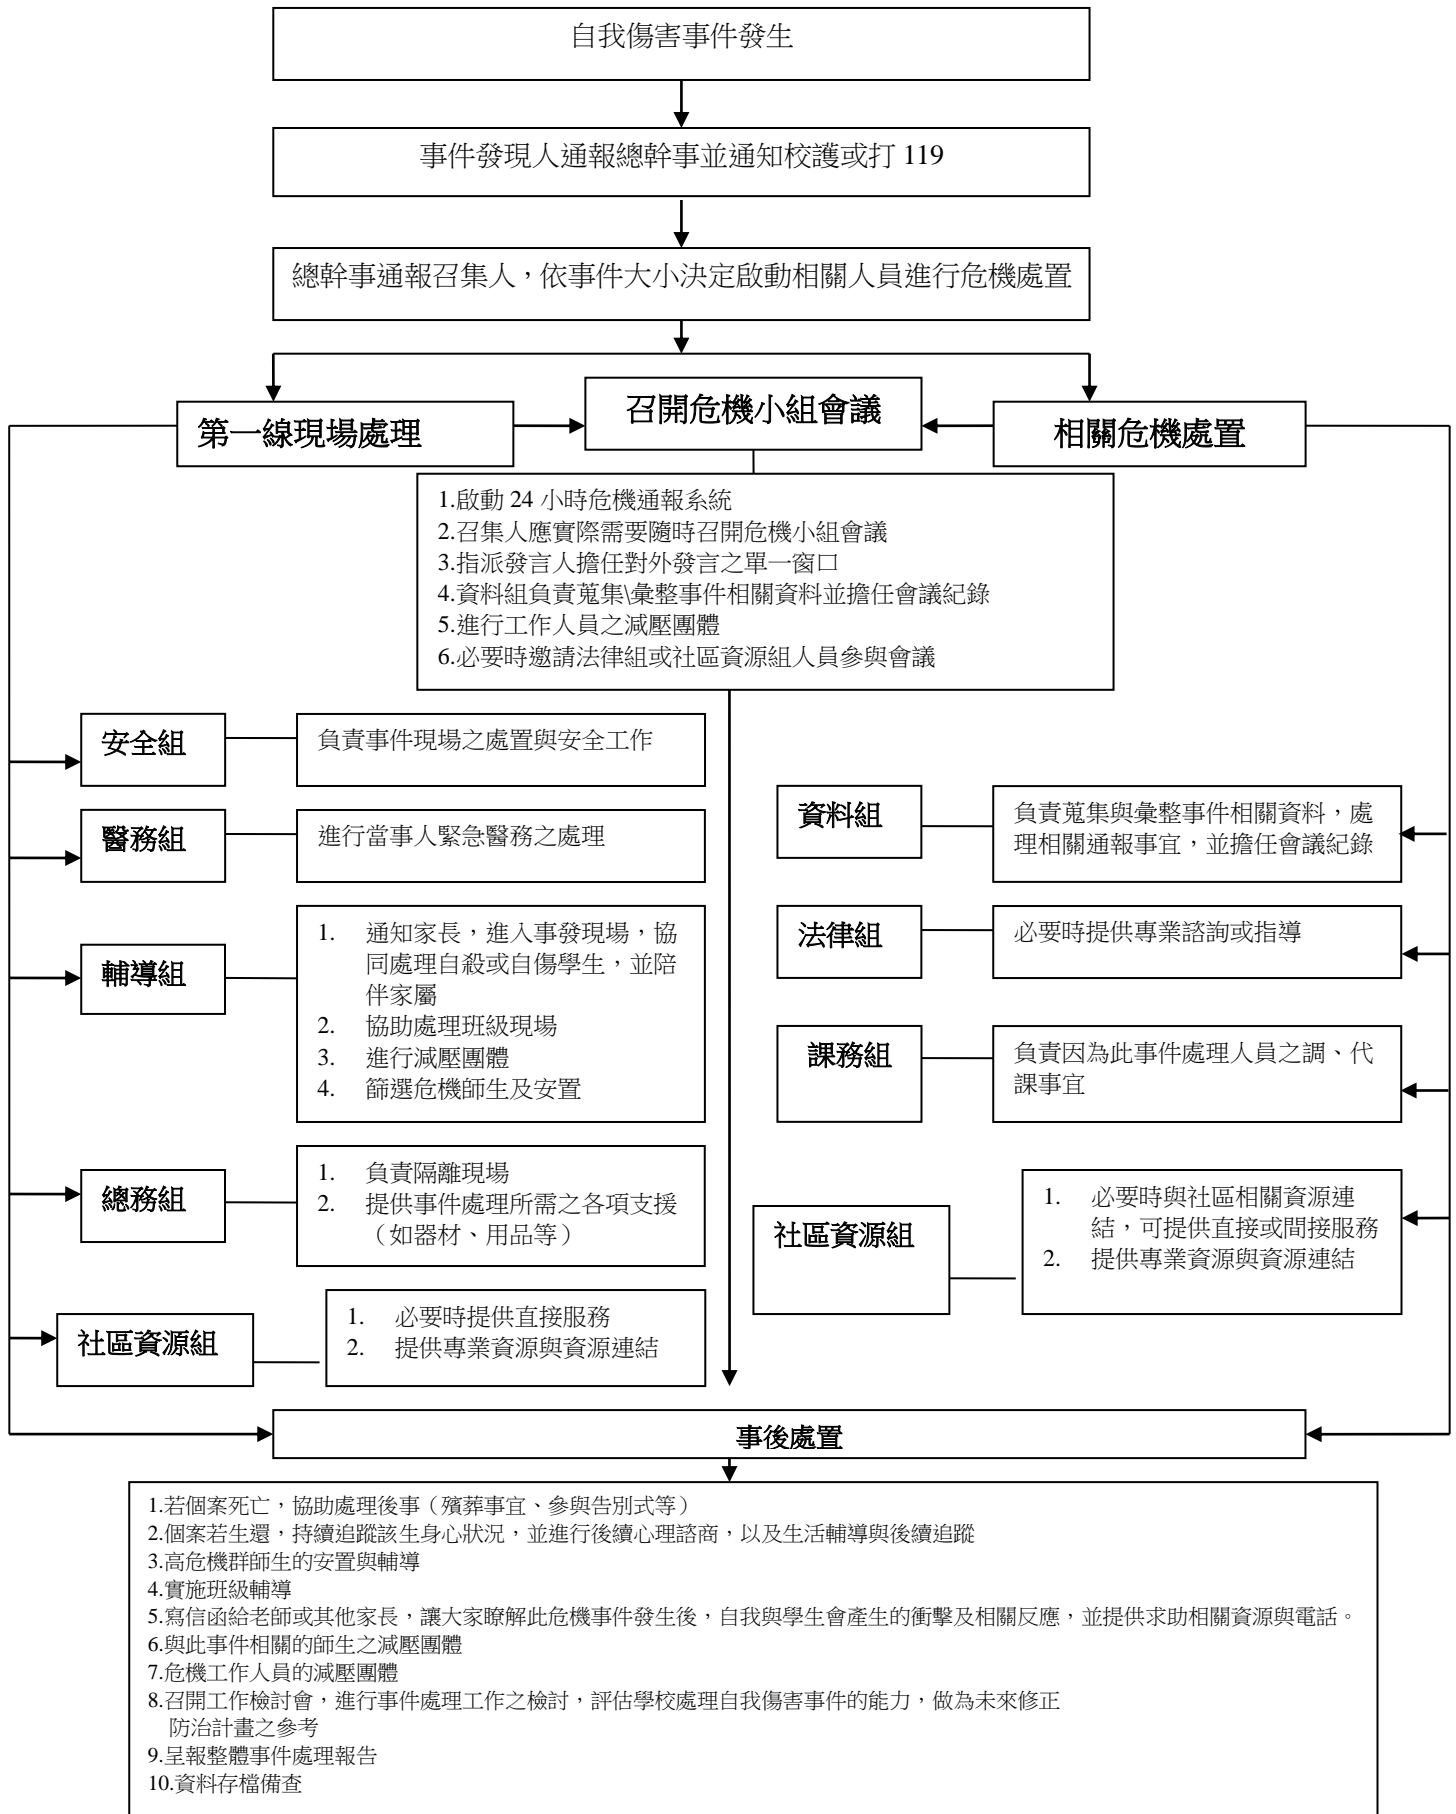 自我傷害事件發生
事件發現人通報總幹事並通知校護或打 119
總幹事通報召集人，依事件大小決定啟動相關人員進行危機處置
第一線現場處理
召開危機小組會議
相關危機處置
1.啟動 24 小時危機通報系統
2.召集人應實際需要隨時召開危機小組會議
3.指派發言人擔任對外發言之單一窗口
4.資料組負責蒐集\彙整事件相關資料並擔任會議紀錄
5.進行工作人員之減壓團體
6.必要時邀請法律組或社區資源組人員參與會議
安全組
負責事件現場之處置與安全工作
醫務組
進行當事人緊急醫務之處理
輔導組
1. 通知家長，進入事發現場，協
同處理自殺或自傷學生，並陪
伴家屬
2. 協助處理班級現場
3. 進行減壓團體
4. 篩選危機師生及安置
總務組
1. 負責隔離現場
2. 提供事件處理所需之各項支援
（如器材、用品等）
社區資源組
1. 必要時提供直接服務
2. 提供專業資源與資源連結
資料組
負責蒐集與彙整事件相關資料，處
理相關通報事宜，並擔任會議紀錄
法律組
必要時提供專業諮詢或指導
課務組
負責因為此事件處理人員之調、代
課事宜
社區資源組
1. 必要時與社區相關資源連
結，可提供直接或間接服務
2. 提供專業資源與資源連結
事後處置
1.若個案死亡，協助處理後事（殯葬事宜、參與告別式等）
2.個案若生還，持續追蹤該生身心狀況，並進行後續心理諮商，以及生活輔導與後續追蹤
3.高危機群師生的安置與輔導
4.實施班級輔導
5.寫信函給老師或其他家長，讓大家瞭解此危機事件發生後，自我與學生會產生的衝擊及相關反應，並提供求助相關資源與電話。
6.與此事件相關的師生之減壓團體
7.危機工作人員的減壓團體
8.召開工作檢討會，進行事件處理工作之檢討，評估學校處理自我傷害事件的能力，做為未來修正
防治計畫之參考
9.呈報整體事件處理報告
10.資料存檔備查